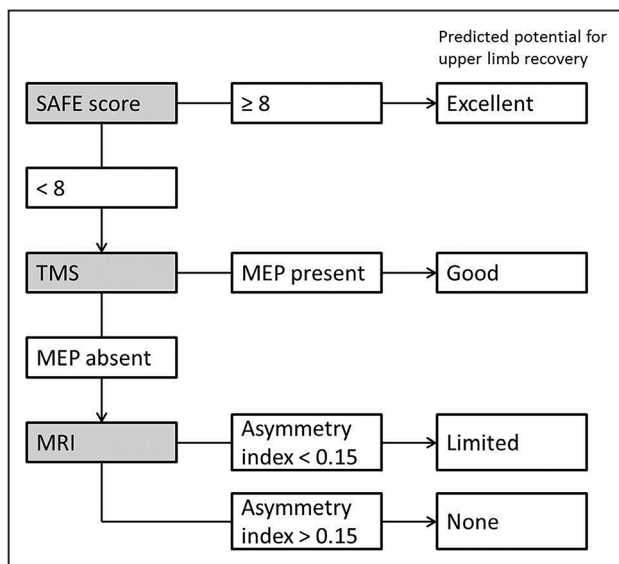 Predicted potential for
upper limb recovery
SAFE score
≥ 8
Excellent
< 8
TMS
MEP present
Good
MEP absent
MRI
Asymmetry
index < 0.15
Limited
Asymmetry
index > 0.15
None